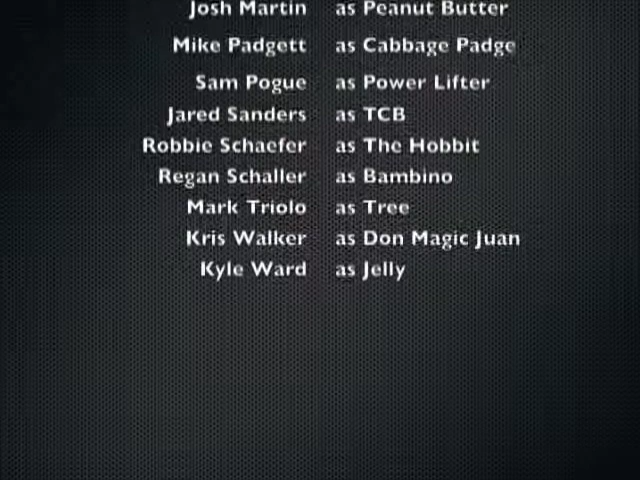 Josh Martin as Peanut Butter
Mike Padgett as Cabbage Padge
Sam Pogue as Power Lifter
Jared Sanders as TCB
Robbie Schaefer as The Hobbit
Regan Schaller as Bambino
Mark Triolo as Tree
Kris Walker as Don Magic Juan
Kyle Ward as Jelly